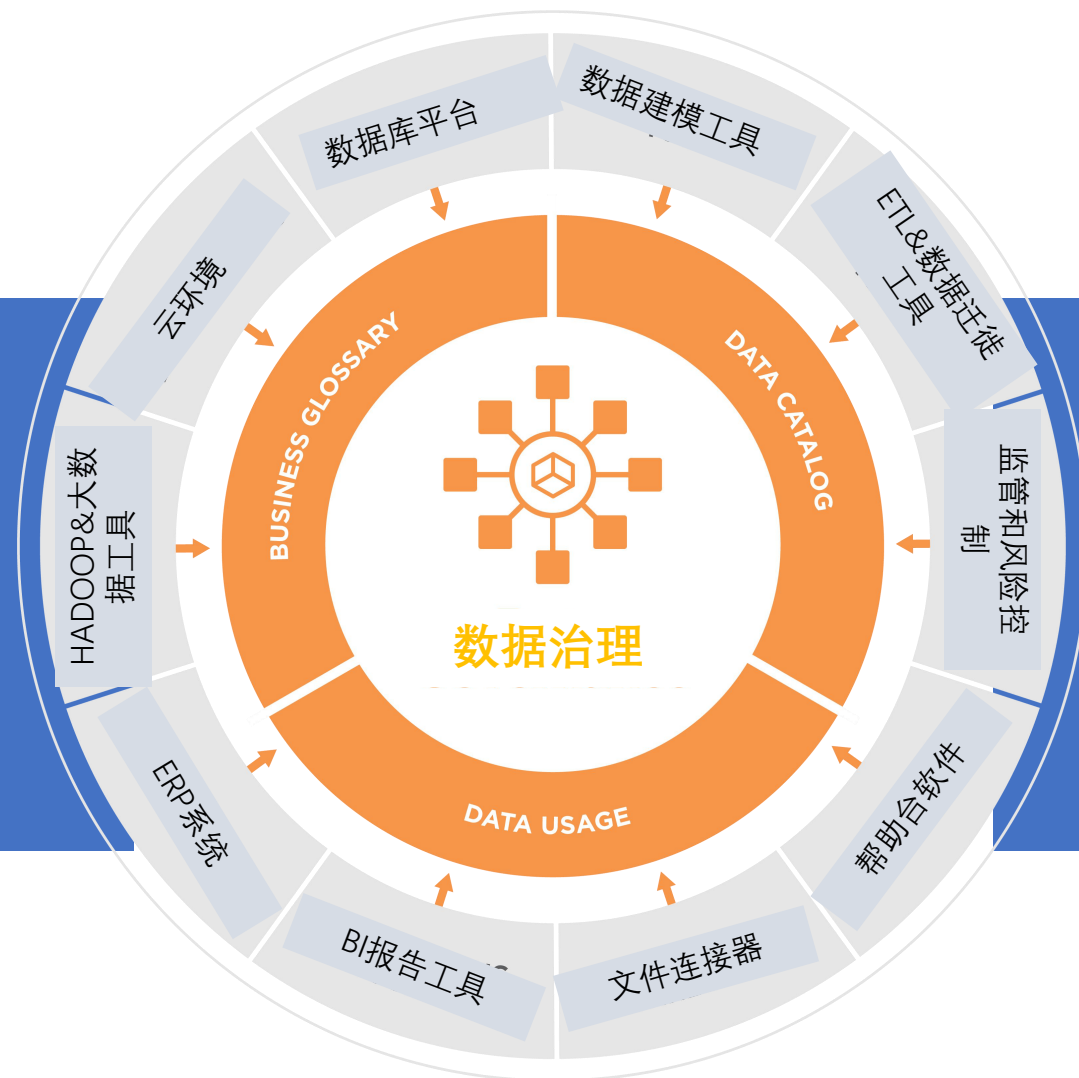 数据库平台
数据建模工具
ETL&数据迁徙
工具
监管和风险控
制
帮助台软件
文件连接器
BI报告工具
ERP系统
HADOOP&大数
据工具
云环境
BUSINESS GLOSSARY
DATA CATALOG
DATA USAGE
数据治理